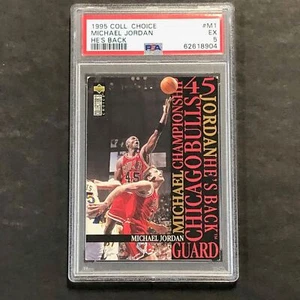 1995 COLL. CHOICE #M1
MICHAEL JORDAN EX
HE'S BACK PSA 5
62618904
45
JORDAN HE'S BACK
CHICAGO BULLS
CHAMPIONSHIP
MICHAEL
GUARD
45
MICHAEL JORDAN